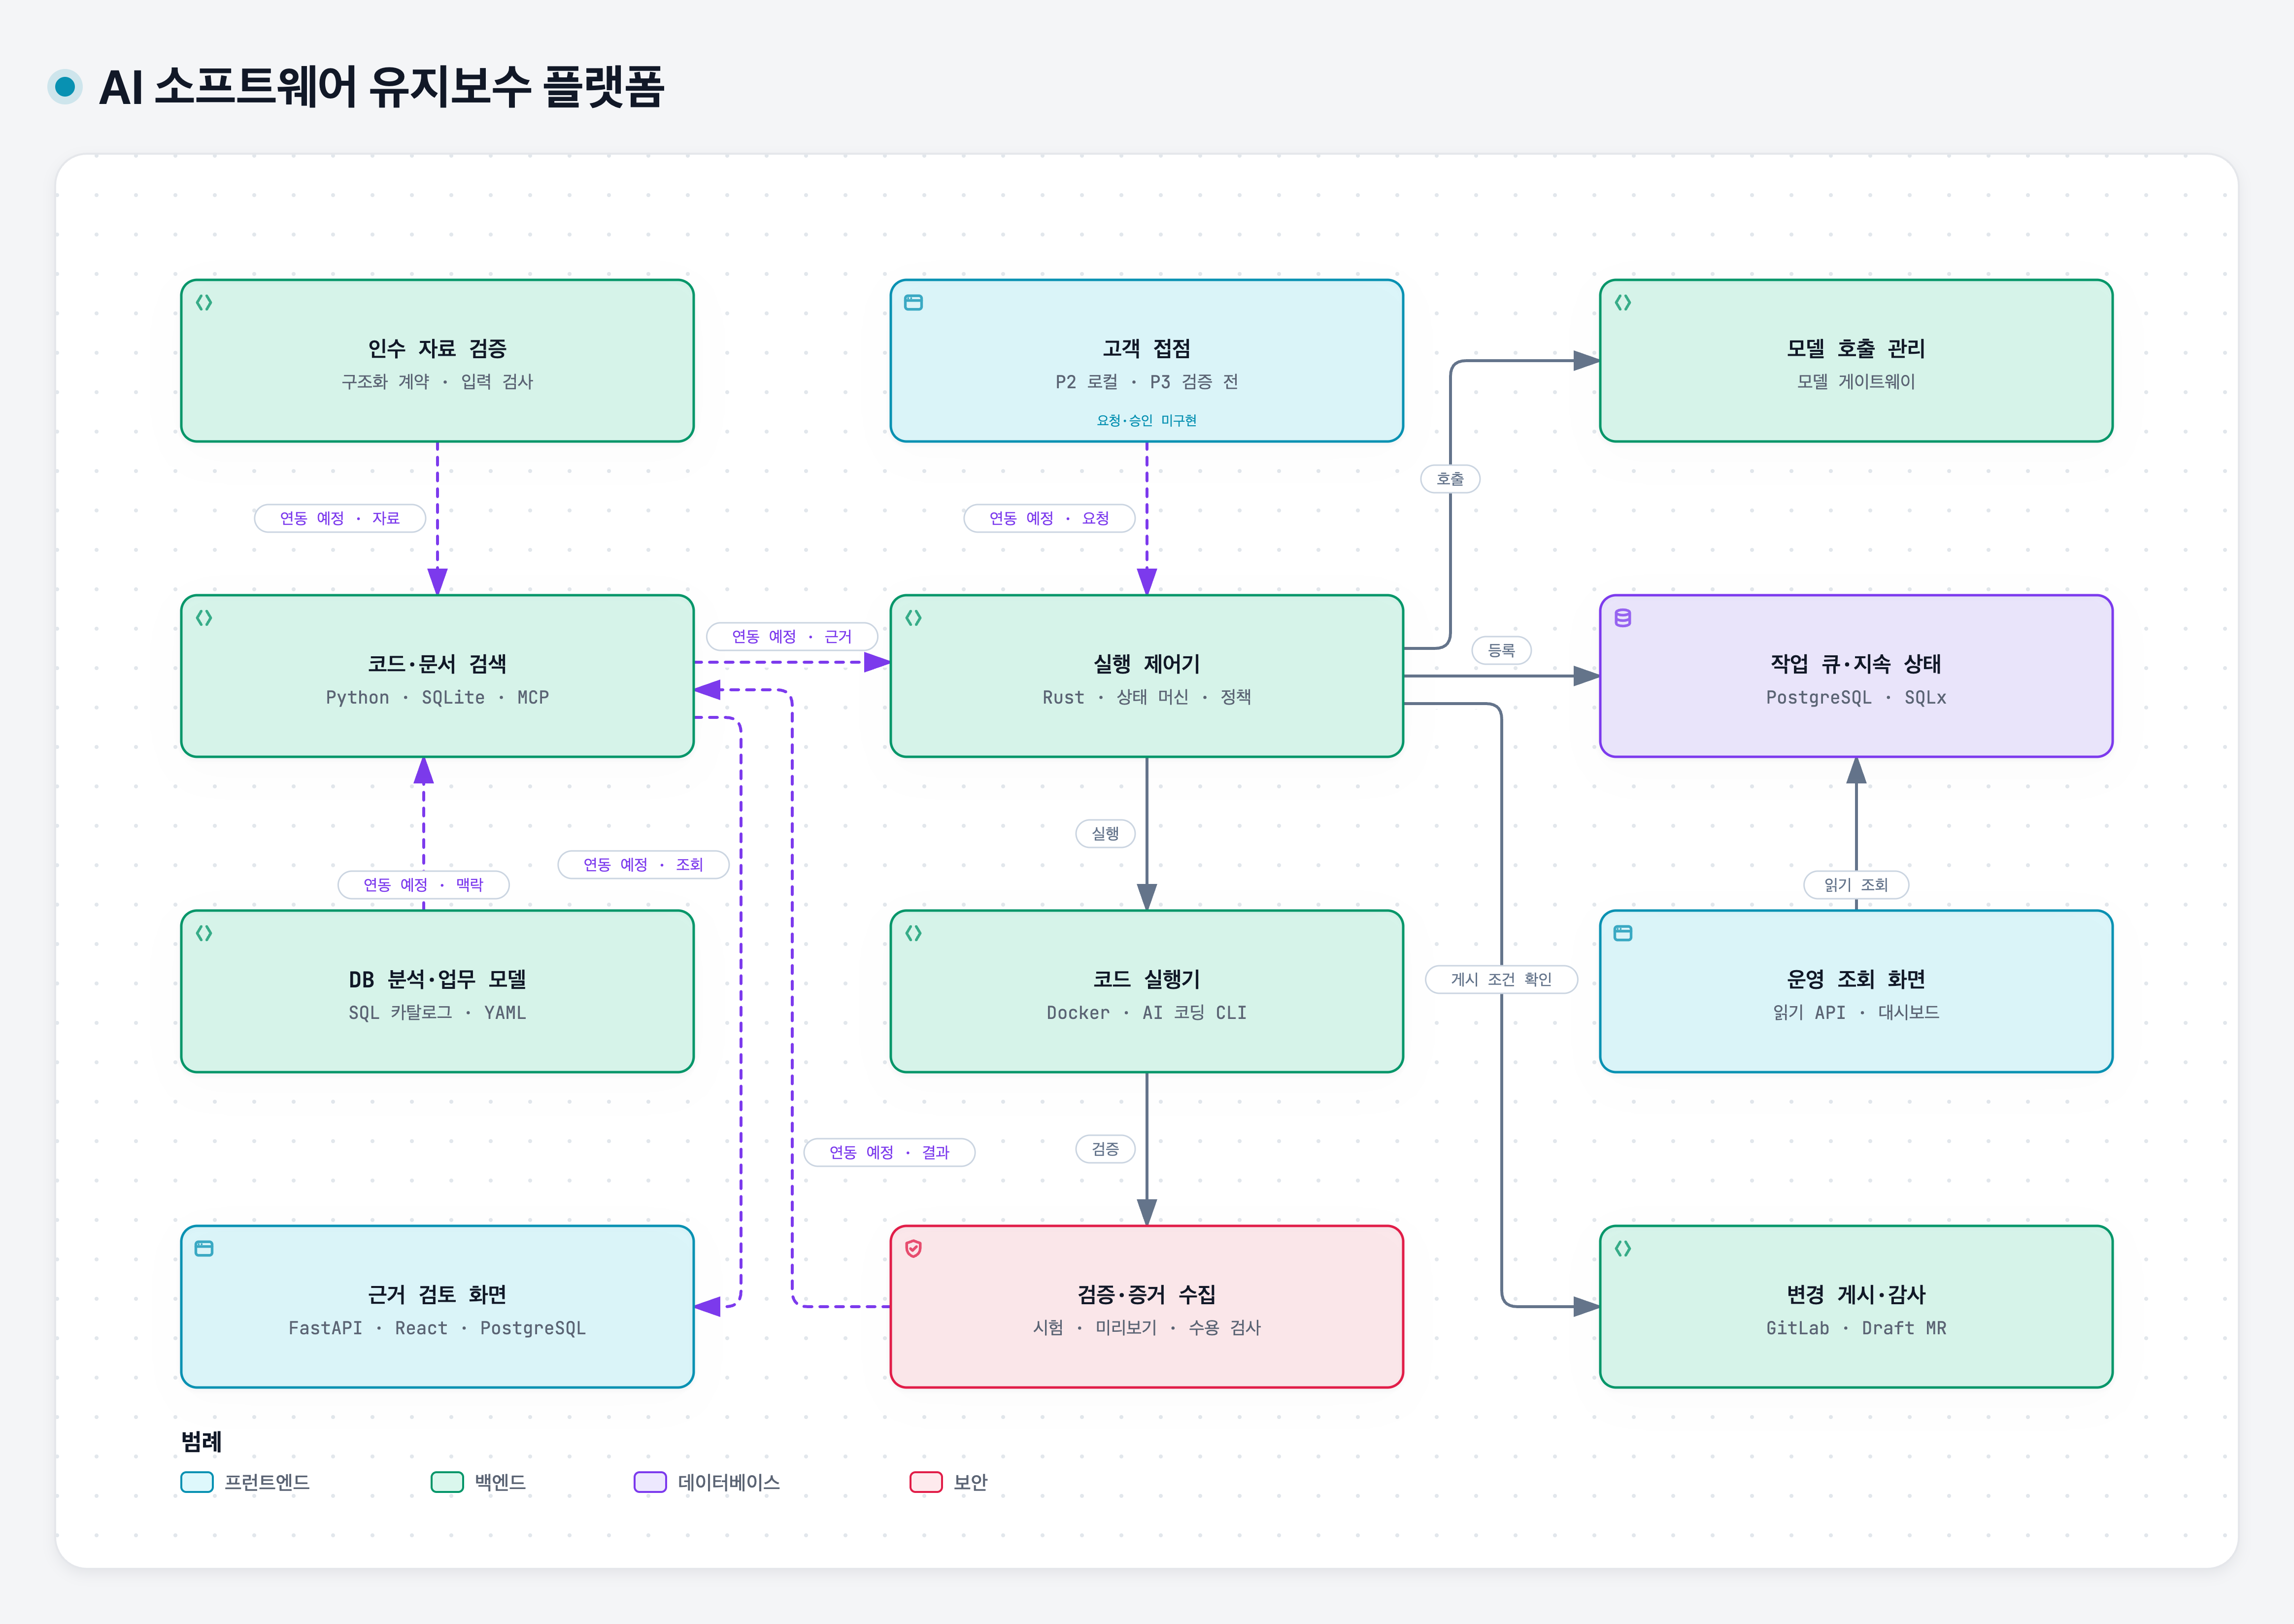 AI 소프트웨어 유지보수 플랫폼
인수 자료 검증
구조화 계약 · 입력 검사
고객 접점
P2 로컬 · P3 검증 전
요청·승인 미구현
모델 호출 관리
모델 게이트웨이
호출
연동 예정 · 자료
연동 예정 · 요청
연동 예정 · 근거
등록
코드·문서 검색
Python · SQLite · MCP
실행 제어기
Rust · 상태 머신 · 정책
작업 큐·지속 상태
PostgreSQL · SQLx
실행
연동 예정 · 조회
연동 예정 · 맥락
읽기 조회
DB 분석·업무 모델
SQL 카탈로그 · YAML
코드 실행기
Docker · AI 코딩 CLI
게시 조건 확인
운영 조회 화면
읽기 API · 대시보드
연동 예정 · 결과
검증
근거 검토 화면
FastAPI · React · PostgreSQL
검증·증거 수집
시험 · 미리보기 · 수용 검사
변경 게시·감사
GitLab · Draft MR
범례
프런트엔드
백엔드
데이터베이스
보안